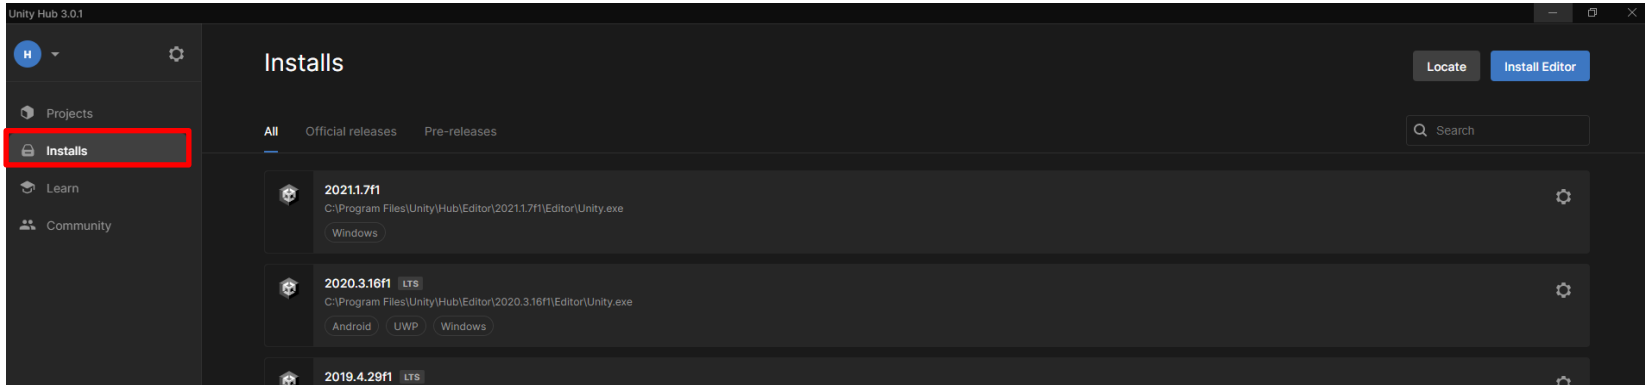 Unity Hub 3.0.1
H
Projects
Installs
Learn
Community
Installs
Locate
Install Editor
All
Official releases
Pre-releases
Search
2021.1.7f1
C:\Program Files\Unity\Hub\Editor\2021.1.7f1\Editor\Unity.exe
Windows
2020.3.16f1 LTS
C:\Program Files\Unity\Hub\Editor\2020.3.16f1\Editor\Unity.exe
Android UWP Windows
2019.4.29f1 LTS